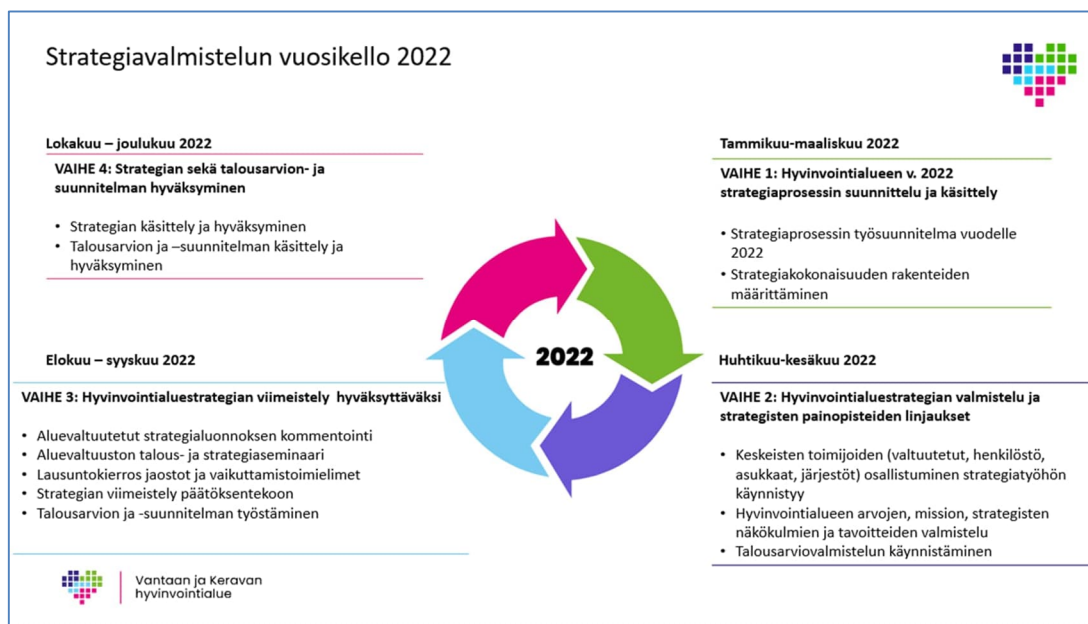 Strategiavalmistelun vuosikello 2022
Lokakuu – joulukuu 2022
VAIHE 4: Strategian sekä talousarvion- ja
suunnitelman hyväksyminen
• Strategian käsittely ja hyväksyminen
• Talousarvion ja –suunnitelman käsittely ja
hyväksyminen
Tammikuu-maaliskuu 2022
VAIHE 1: Hyvinvointialueen v. 2022
strategiaprosessin suunnittelu ja käsittely
• Strategiaprosessin työsuunnitelma vuodelle
2022
• Strategiakokonaisuuden rakenteiden
määrittäminen
2022
Elokuu – syyskuu 2022
VAIHE 3: Hyvinvointialuestrategian viimeistely hyväksyttäväksi
• Aluevaltuutetut strategialuonnoksen kommentointi
• Aluevaltuuston talous- ja strategiaseminaari
• Lausuntokierros jaostot ja vaikuttamistoimielimet
• Strategian viimeistely päätöksentekoon
• Talousarvion ja -suunnitelman työstäminen
Huhtikuu-kesäkuu 2022
VAIHE 2: Hyvinvointialuestrategian valmistelu ja
strategisten painopisteiden linjaukset
• Keskeisten toimijoiden (valtuutetut, henkilöstö,
asukkaat, järjestöt) osallistuminen strategiatyöhön
käynnistyy
• Hyvinvointialueen arvojen, mission, strategisten
näkökulmien ja tavoitteiden valmistelu
• Talousarviovalmistelun käynnistäminen
Vantaan ja Keravan
hyvinvointialue